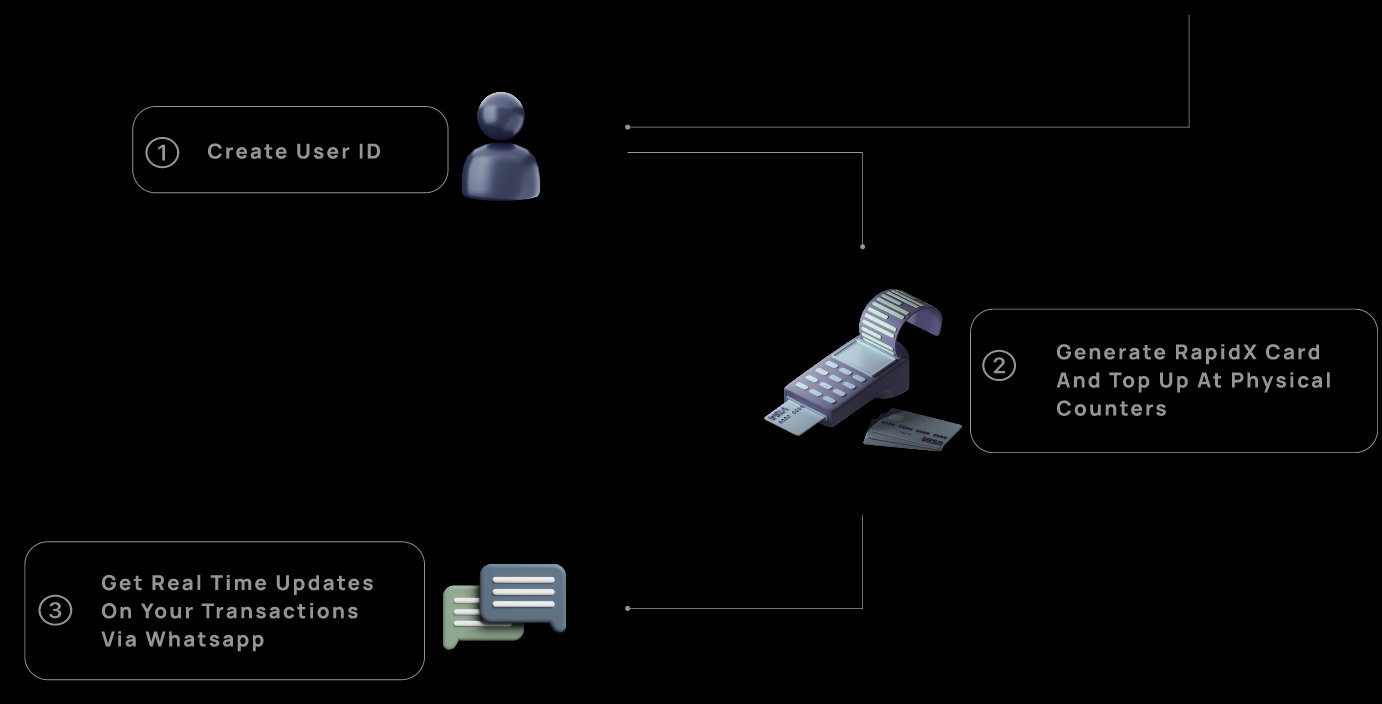 1
Create User ID
2
Generate RapidX Card
And Top Up At Physical
Counters
3
Get Real Time Updates
On Your Transactions
Via Whatsapp